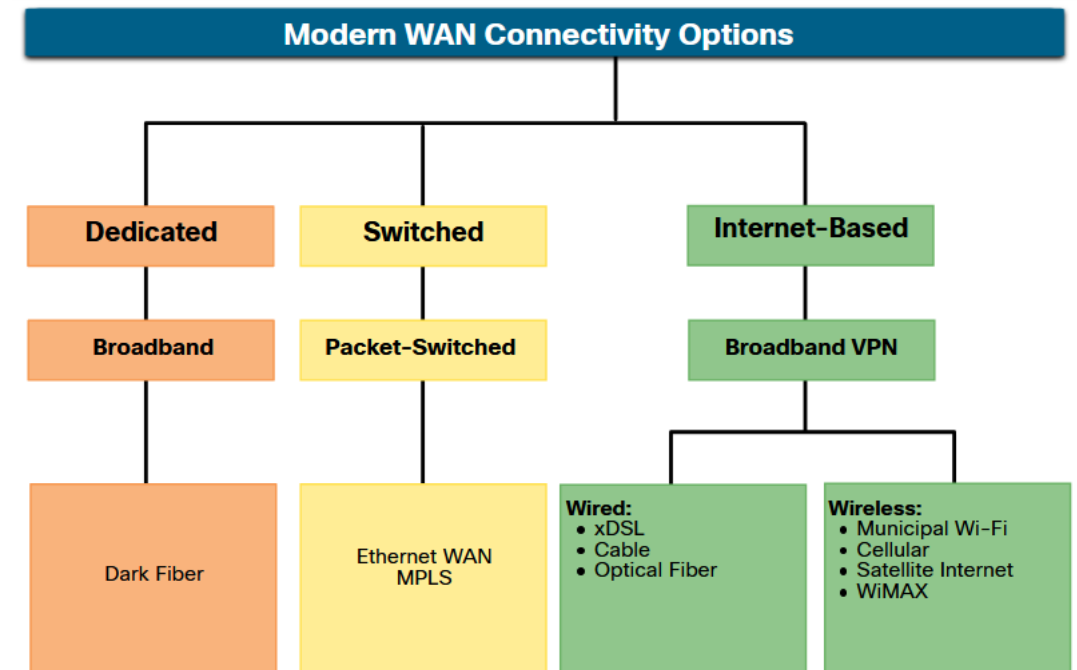 Modern WAN Connectivity Options
Dedicated
Switched
Internet-Based
Broadband
Packet-Switched
Broadband VPN
Dark Fiber
Ethernet WAN
MPLS
Wired:
• xDSL
• Cable
• Optical Fiber
Wireless:
• Municipal Wi-Fi
• Cellular
• Satellite Internet
• WiMAX